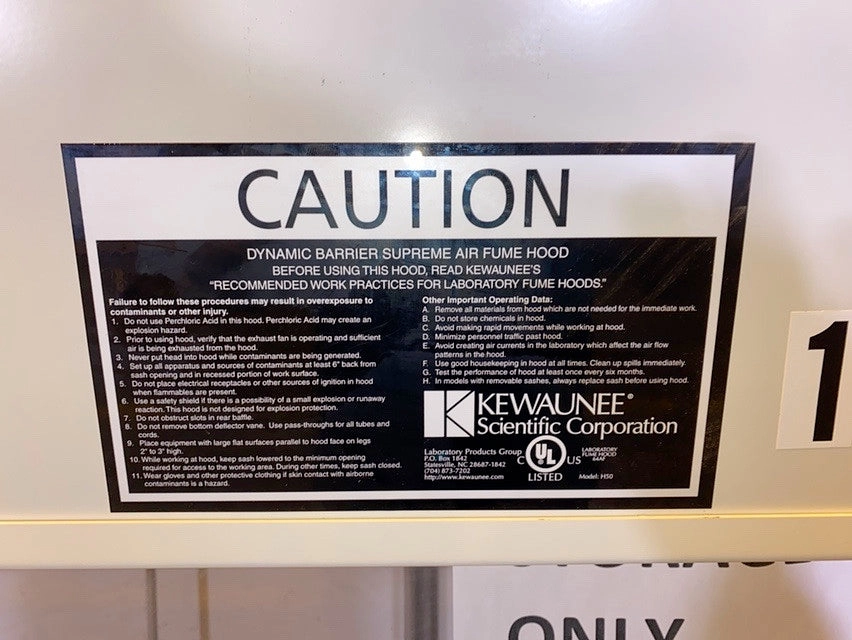 CAUTION
DYNAMIC BARRIER SUPREME AIR FUME HOOD
BEFORE USING THIS HOOD, READ KEWAUNEE'S
"RECOMMENDED WORK PRACTICES FOR LABORATORY FUME HOODS."
Failure to follow these procedures may result in overexposure to
contaminants or other injury.
1. Do not use Perchloric Acid in this hood. Perchloric Acid may create an
explosion hazard.
2. Prior to using hood, verify that the exhaust fan is operating and sufficient
air is being exhausted from the hood.
3. Never put head into hood while contaminants are being generated.
4. Set up all apparatus and sources of contaminants at least 6" back from
sash opening and in recessed portion of work surface.
5. Do not place electrical receptacles or other sources of ignition in hood
when flammables are present.
6. Use a safety shield if there is a possibility of a small explosion or runaway
reaction. This hood is not designed for explosion protection.
7. Do not obstruct slots in rear baffle.
8. Do not remove bottom deflector vane. Use pass-throughs for all tubes and
cords.
9. Place equipment with large flat surfaces parallel to hood face on legs
2" to 3" high.
10. While working at hood, keep sash lowered to the minimum opening
required for access to the working area. During other times, keep sash closed.
11. Wear gloves and other protective clothing if skin contact with airborne
contaminants is a hazard.
Other Important Operating Data:
A. Remove all materials from hood which are not needed for the immediate work.
B. Do not store chemicals in hood.
C. Avoid making rapid movements while working at hood.
D. Minimize personnel traffic past hood.
E. Avoid creating air currents in the laboratory which affect the air flow
patterns in the hood.
F. Use good housekeeping in hood at all times. Clean up spills immediately.
G. Test the performance of hood at least once every six months.
H. In models with removable sashes, always replace sash before using hood.
KEWAUNEE®
Scientific Corporation
Laboratory Products Group
P.O. Box 1842
Statesville, NC 28687-1842
(704) 873-7202
http://www.kewaunee.com
C UL US
LISTED
LABORATORY
FUME HOOD
Model: H50
1
ONLY